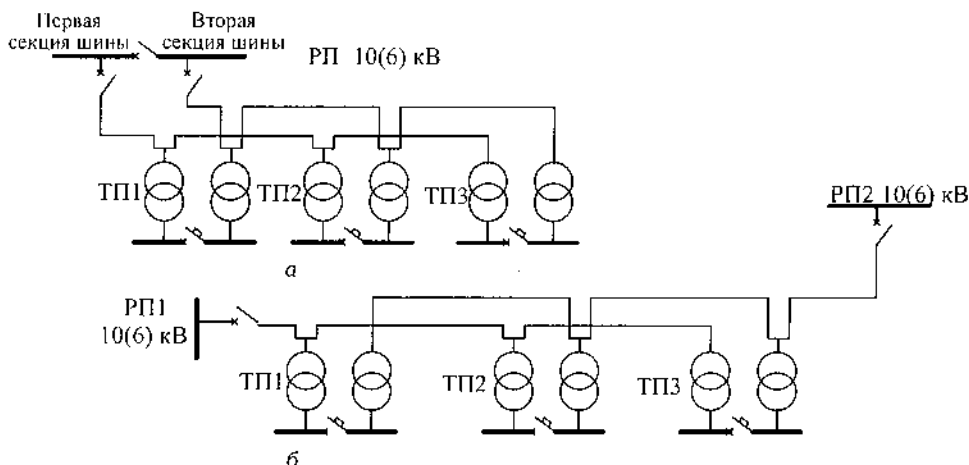 Первая
секция шины
Вторая
секция шины
РП 10(6) кВ
ТП1
ТП2
ТП3
а
РП2 10(6) кВ
РП1
10(6) кВ
ТП1
ТП2
ТП3
б